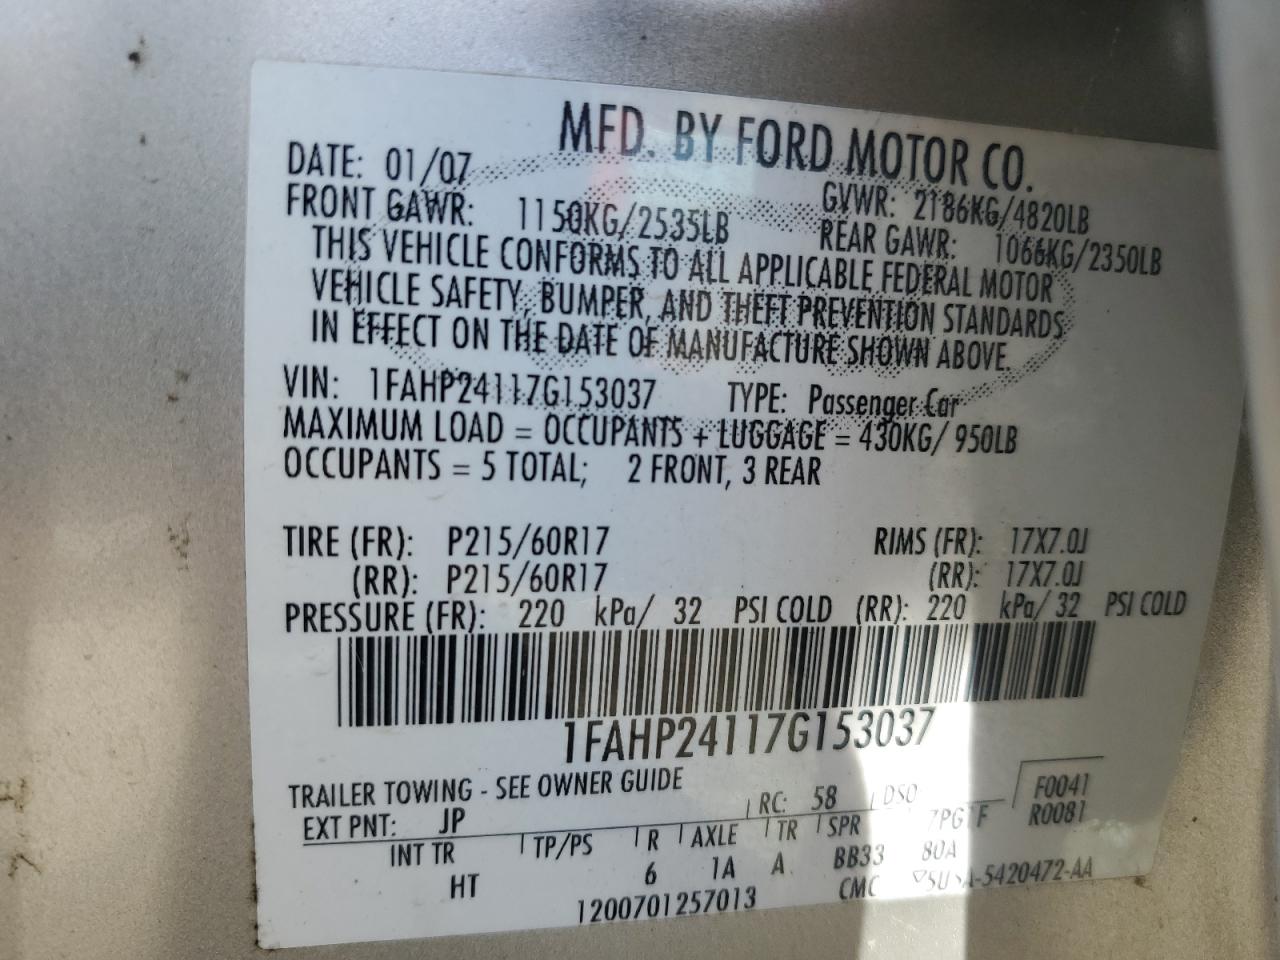 MFD. BY FORD MOTOR CO.
DATE: 01/07 GVWR: 2186KG/4820LB
FRONT GAWR: 1150KG/2535LB REAR GAWR: 1066KG/2350LB
THIS VEHICLE CONFORMS TO ALL APPLICABLE FEDERAL MOTOR
VEHICLE SAFETY, BUMPER, AND THEFT PREVENTION STANDARDS
IN EFFECT ON THE DATE OF MANUFACTURE SHOWN ABOVE.
VIN: 1FAHP24117G153037 TYPE: Passenger Car
MAXIMUM LOAD = OCCUPANTS + LUGGAGE = 430KG/ 950LB
OCCUPANTS = 5 TOTAL; 2 FRONT, 3 REAR
TIRE (FR): P215/60R17 RIMS (FR): 17X7.0J
(RR): P215/60R17 (RR): 17X7.0J
PRESSURE (FR): 220 kPa/ 32 PSI COLD (RR): 220 kPa/ 32 PSI COLD
1FAHP24117G153037
TRAILER TOWING - SEE OWNER GUIDE
EXT PNT: JP RC: 58 DSO F0041
R0081
INT TR TP/PS R AXLE TR SPR
HT 6 1A A BB33 80A
1200701257013 CMC